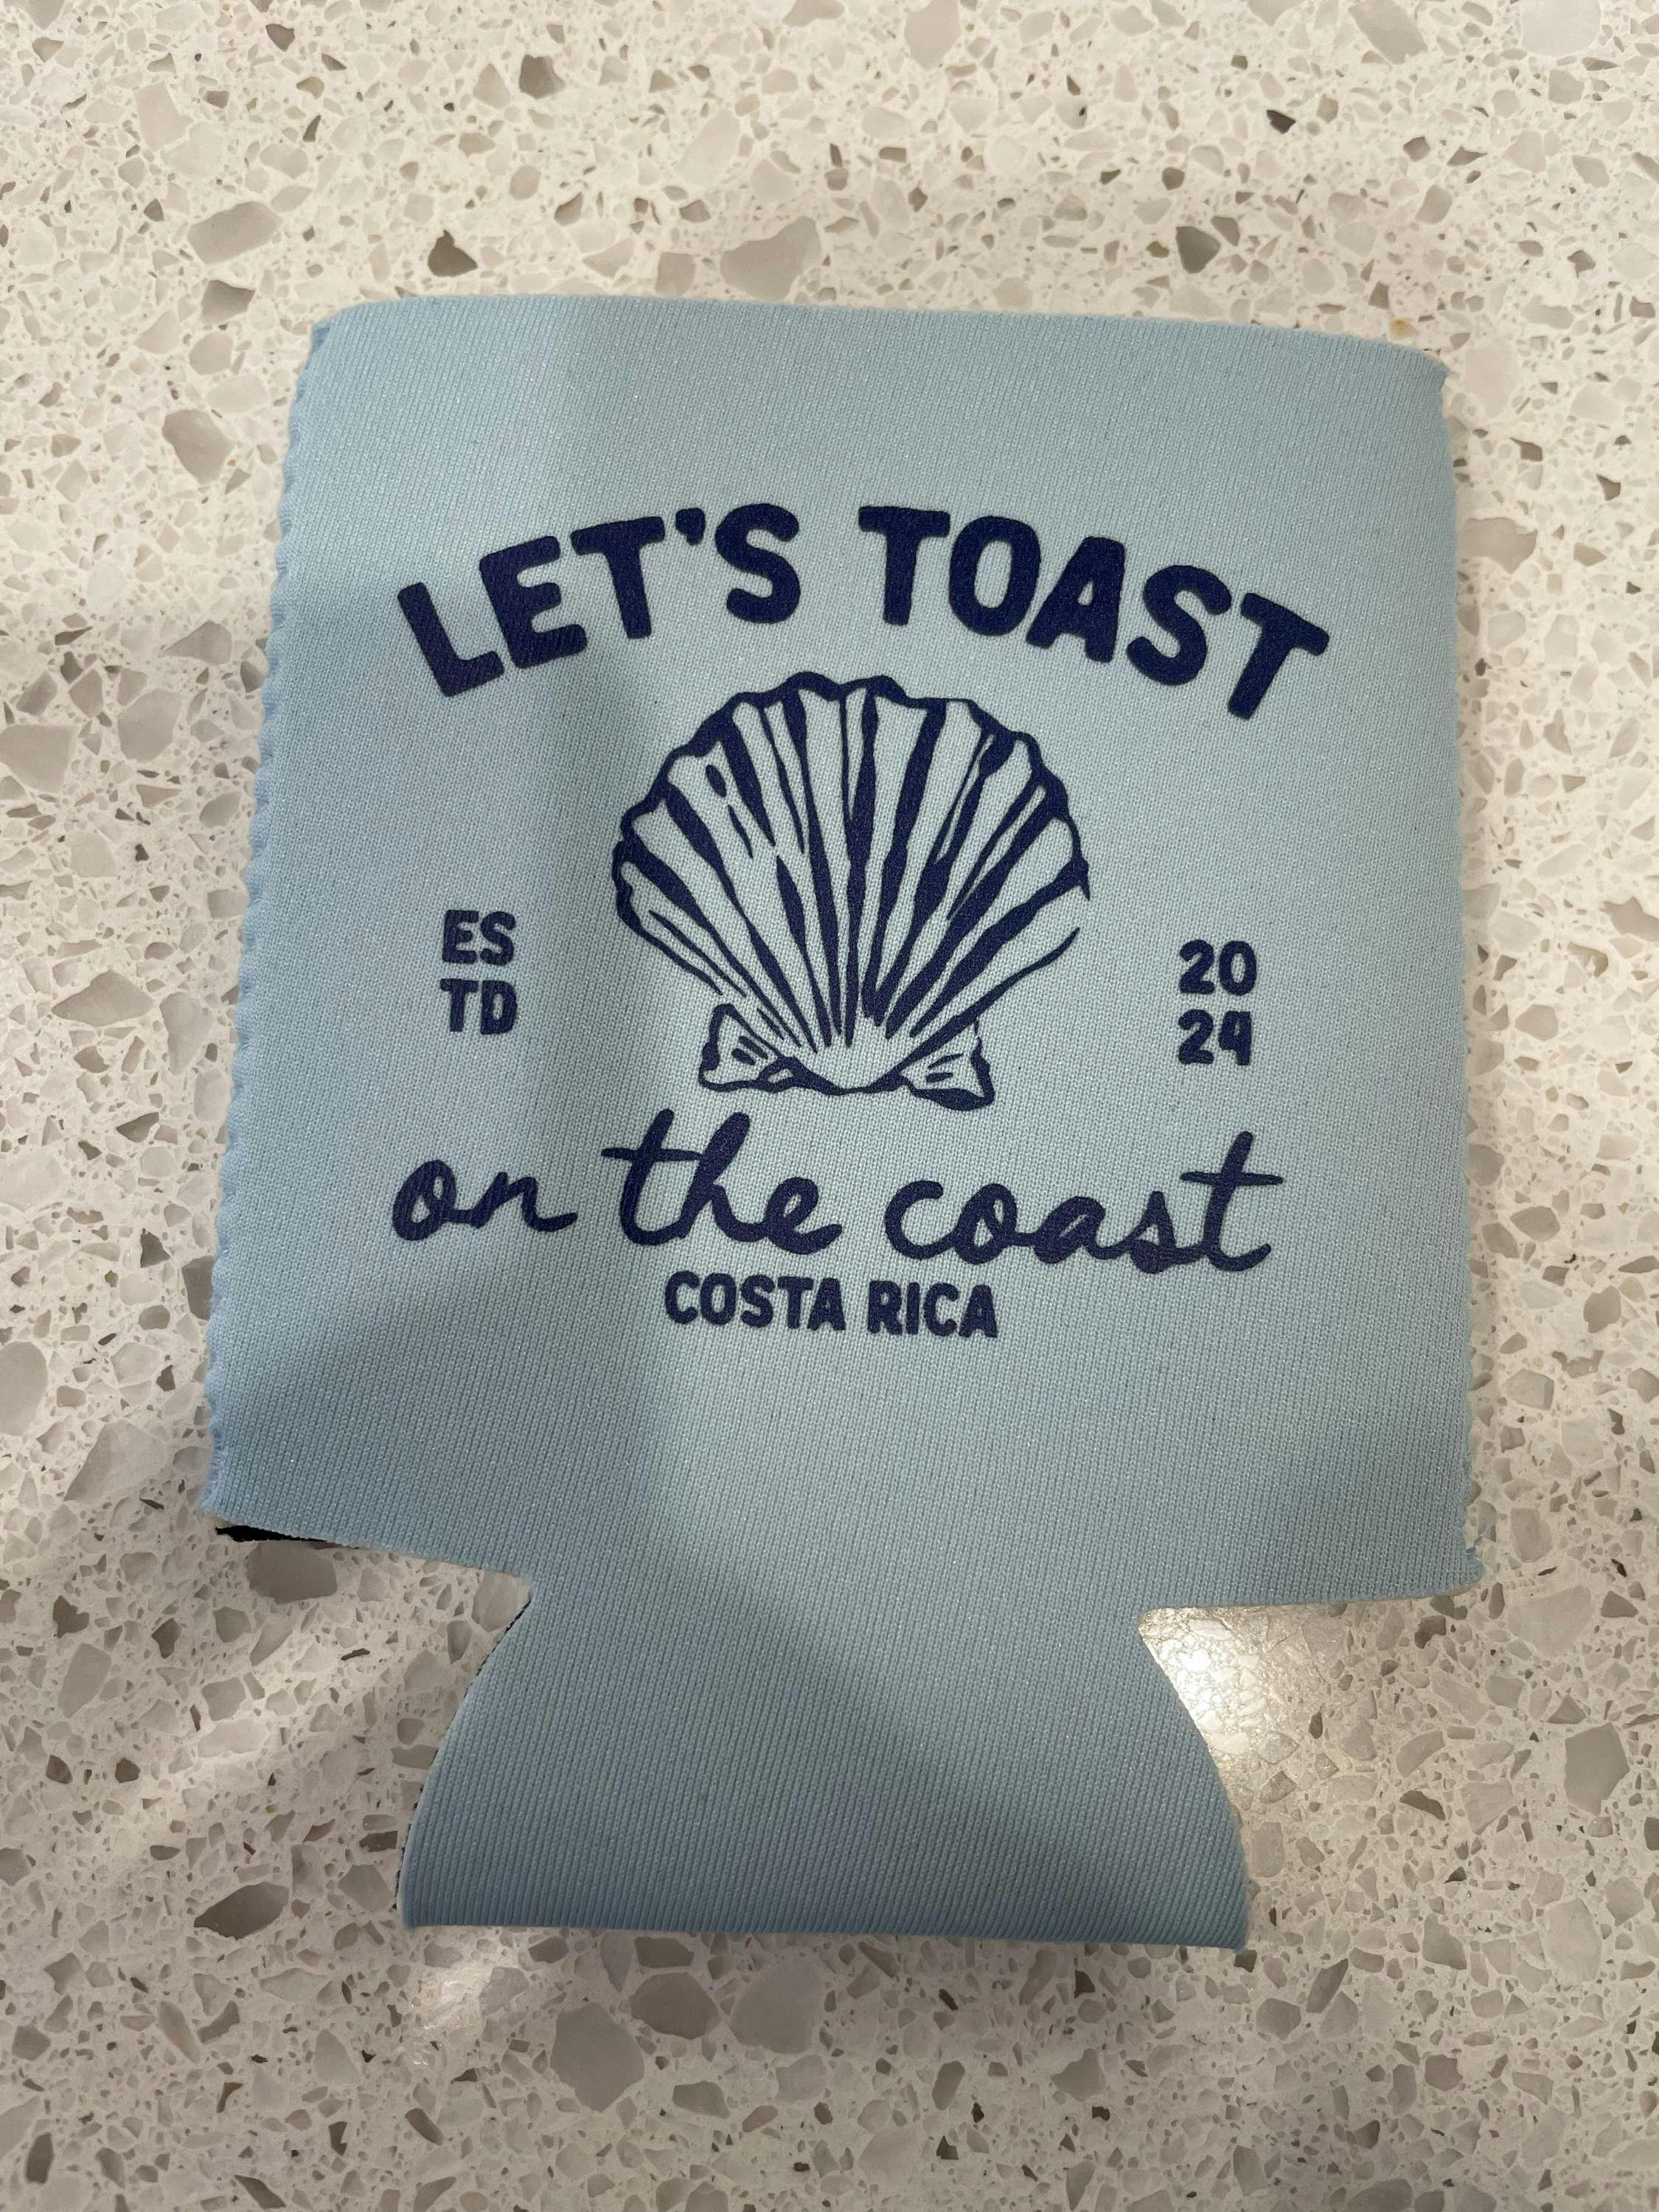 LET'S TOAST
ES
TD
20
24
on the coast
COSTA RICA